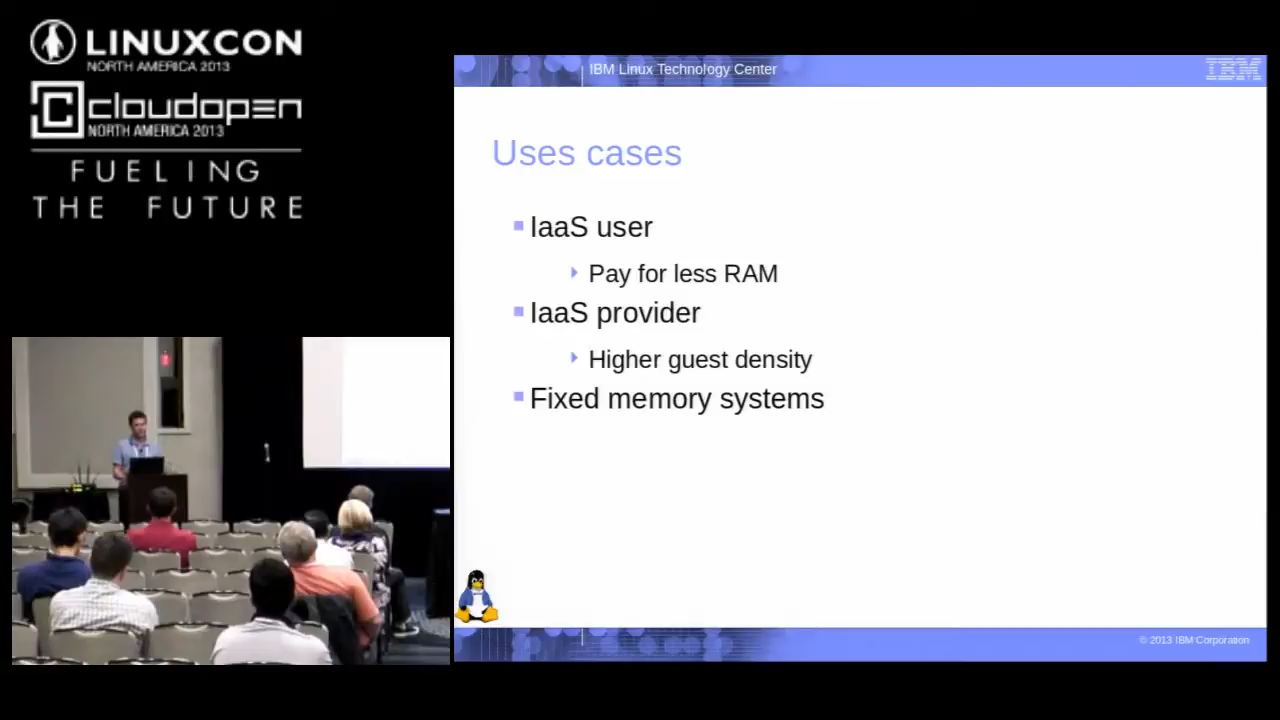 LINUXCON
NORTH AMERICA 2013
cloudopen
NORTH AMERICA 2013
FUELING
THE FUTURE
IBM Linux Technology Center
IBM
Uses cases
IaaS user
Pay for less RAM
IaaS provider
Higher guest density
Fixed memory systems
© 2013 IBM Corporation